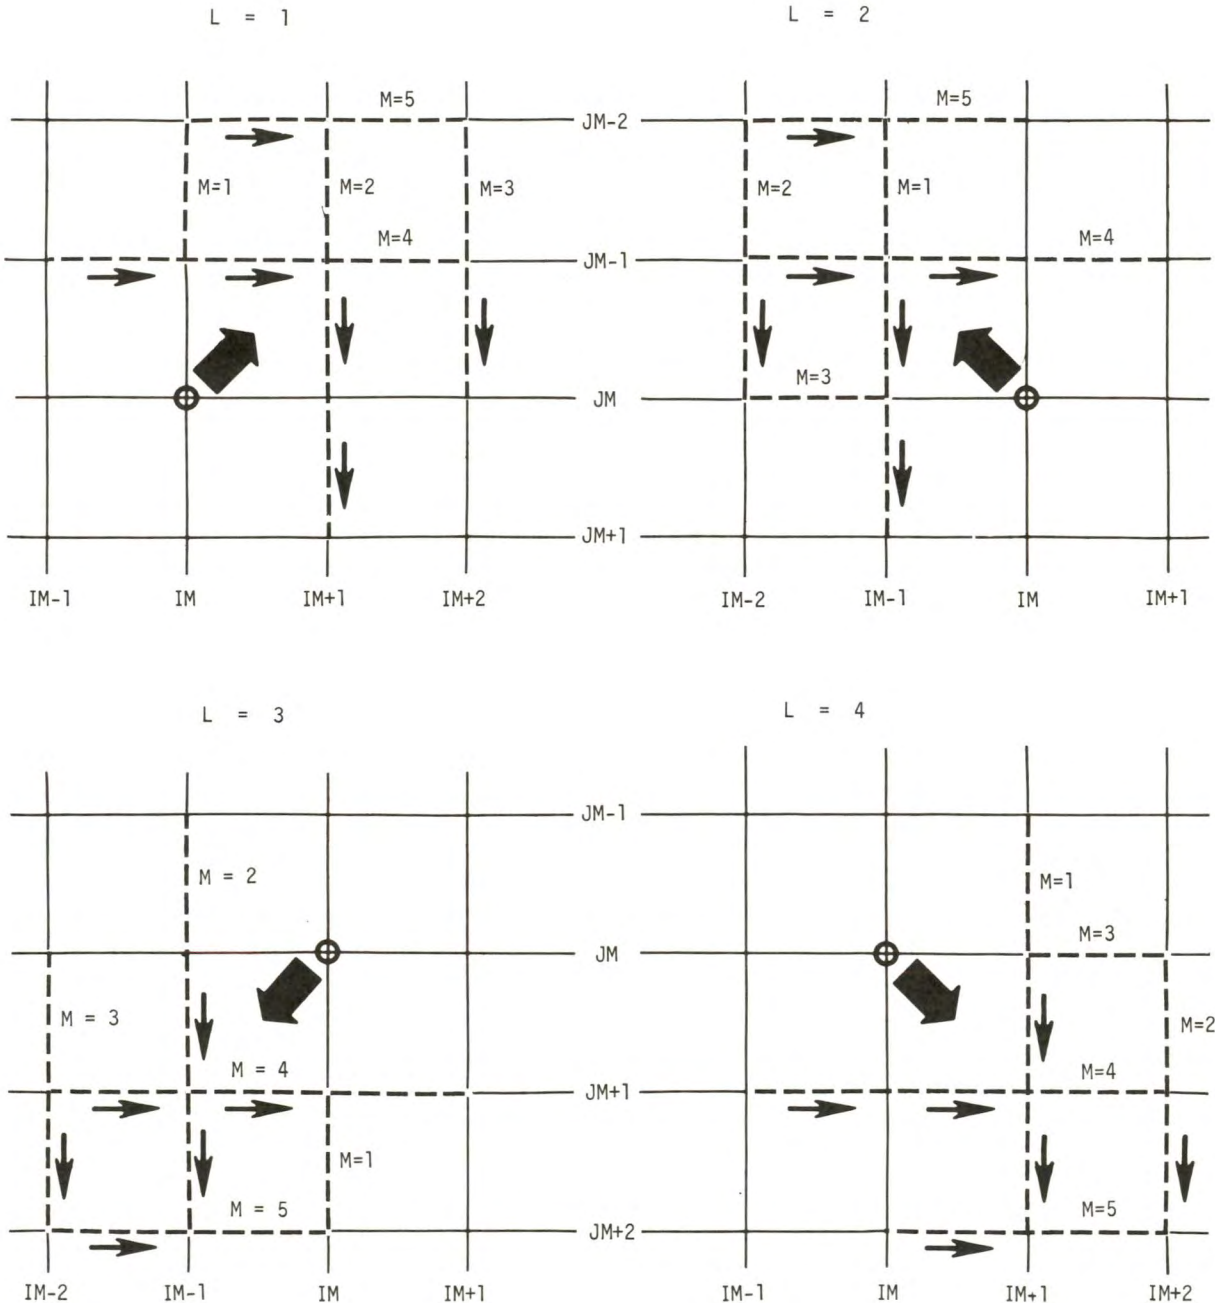 L = 1
L = 2
M=5
M=5
JM-2
M=1
M=2
M=3
M=2
M=1
M=4
M=4
JM-1
M=3
JM
JM+1
IM-1
IM
IM+1
IM+2
IM-2
IM-1
IM
IM+1
L = 3
L = 4
JM-1
M = 2
M=1
M=3
JM
M = 3
M=2
M = 4
M=4
JM+1
M=1
M = 5
M=5
JM+2
IM-2
IM-1
IM
IM+1
IM-1
IM
IM+1
IM+2